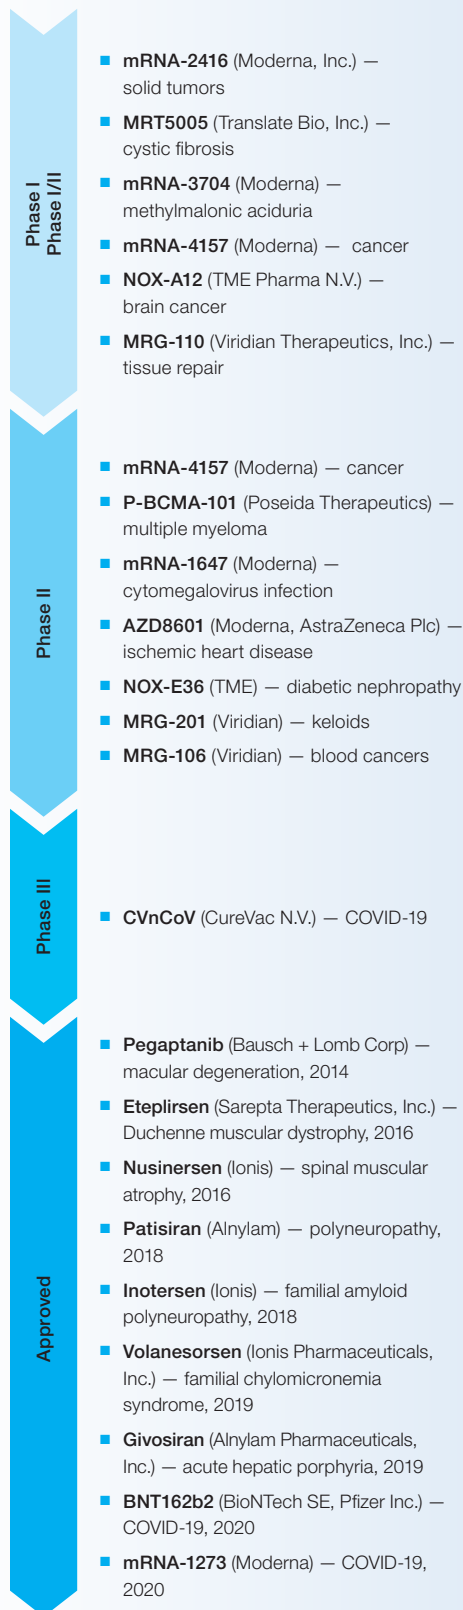 Phase I
Phase I/II
mRNA-2416 (Moderna, Inc.) —
solid tumors
MRT5005 (Translate Bio, Inc.) —
cystic fibrosis
mRNA-3704 (Moderna) —
methylmalonic aciduria
mRNA-4157 (Moderna) — cancer
NOX-A12 (TME Pharma N.V.) —
brain cancer
MRG-110 (Viridian Therapeutics, Inc.) —
tissue repair
Phase II
mRNA-4157 (Moderna) — cancer
P-BCMA-101 (Poseida Therapeutics) —
multiple myeloma
mRNA-1647 (Moderna) —
cytomegalovirus infection
AZD8601 (Moderna, AstraZeneca Plc) —
ischemic heart disease
NOX-E36 (TME) — diabetic nephropathy
MRG-201 (Viridian) — keloids
MRG-106 (Viridian) — blood cancers
Phase III
CVnCoV (CureVac N.V.) — COVID-19
Approved
Pegaptanib (Bausch + Lomb Corp) —
macular degeneration, 2014
Eteplirsen (Sarepta Therapeutics, Inc.) —
Duchenne muscular dystrophy, 2016
Nusinersen (Ionis) — spinal muscular
atrophy, 2016
Patisiran (Alnylam) — polyneuropathy,
2018
Inotersen (Ionis) — familial amyloid
polyneuropathy, 2018
Volanesorsen (Ionis Pharmaceuticals,
Inc.) — familial chylomicronemia
syndrome, 2019
Givosiran (Alnylam Pharmaceuticals,
Inc.) — acute hepatic porphyria, 2019
BNT162b2 (BioNTech SE, Pfizer Inc.) —
COVID-19, 2020
mRNA-1273 (Moderna) — COVID-19,
2020